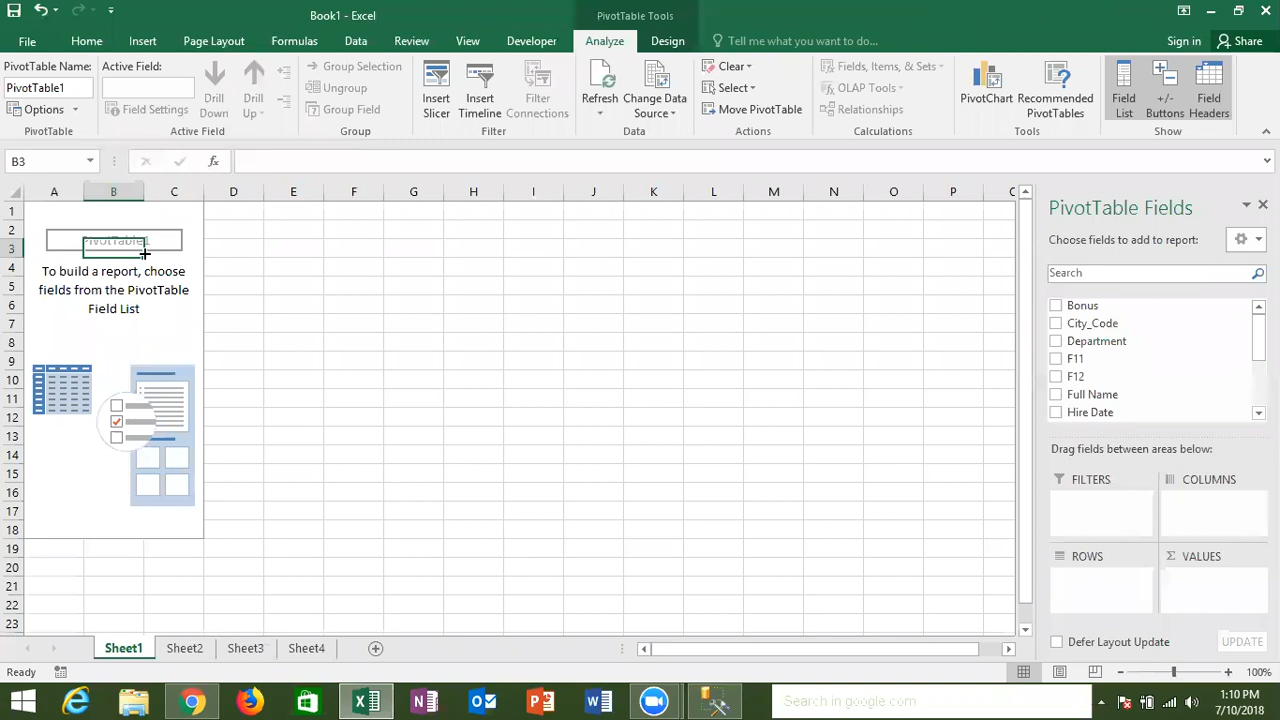 Book1 - Excel
PivotTable Tools
File
Home
Insert
Page Layout
Formulas
Data
Review
View
Developer
Analyze
Design
Tell me what you want to do...
Sign in
Share
PivotTable Name:
PivotTable1
Options
PivotTable
Active Field:
Field Settings
Drill Down
Drill Up
Active Field
Group Selection
Ungroup
Group Field
Group
Insert Slicer
Insert Timeline
Filter Connections
Filter
Refresh
Change Data Source
Data
Clear
Select
Move PivotTable
Actions
Fields, Items, & Sets
OLAP Tools
Relationships
Calculations
PivotChart
Recommended PivotTables
Tools
Field List
+/- Buttons
Field Headers
Show
B3
fx
A B C D E F G H I J K L M N O P
1
2
3
4
5
6
7
8
9
10
11
12
13
14
15
16
17
18
19
20
21
22
23
PivotTable1
To build a report, choose
fields from the PivotTable
Field List
PivotTable Fields
Choose fields to add to report:
Search
Bonus
City_Code
Department
F11
F12
Full Name
Hire Date
Drag fields between areas below:
FILTERS
COLUMNS
ROWS
Σ VALUES
Defer Layout Update
UPDATE
Sheet1
Sheet2
Sheet3
Sheet4
Ready
100%
Search in google.com
1:10 PM
7/10/2018